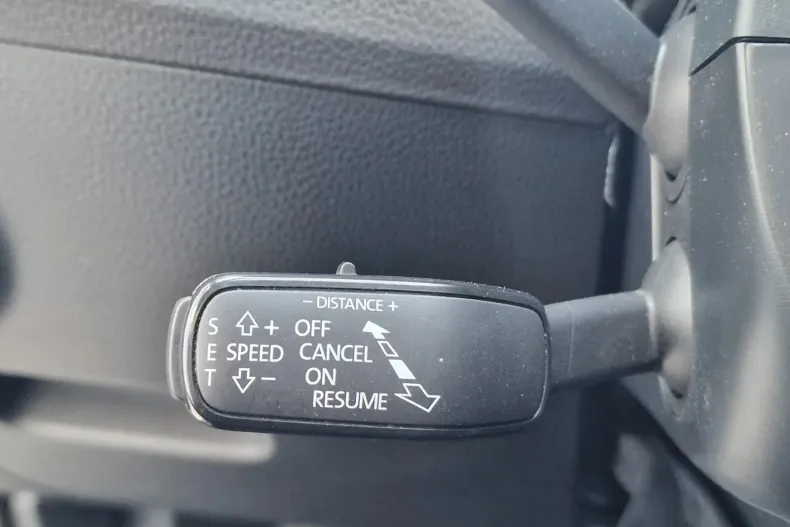 − DISTANCE +
S + OFF
E SPEED CANCEL
T − ON
RESUME